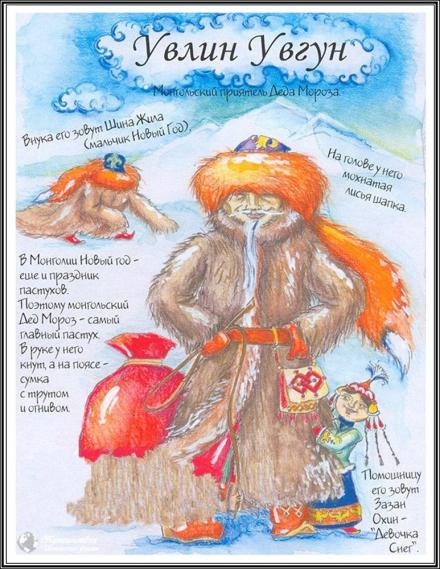 Увлин Увгун
Монгольский приятель Деда Мороза
Внука его зовут Шина Жила
(мальчик Новый Год).
На голове у него
мохнатая
лисья шапка.
В Монголии Новый год –
еще и праздник
пастухов.
Поэтому монгольский
Дед Мороз – самый
главный пастух.
В руке у него
кнут, а на поясе –
сумка
с трутом
и огнивом.
Помощницу
его зовут
Зазан
Охин –
"Девочка
Снег".